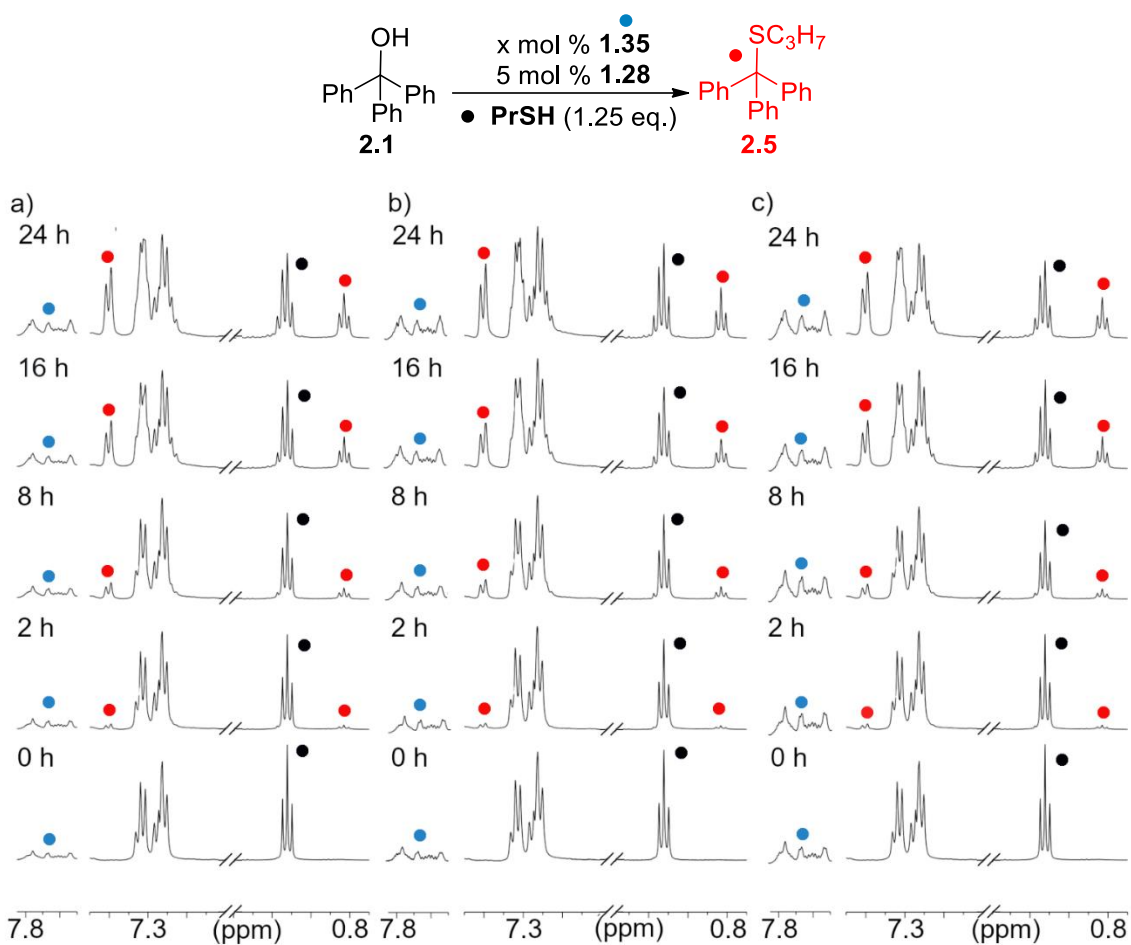 OH
x mol % 1.35
5 mol % 1.28
PrSH (1.25 eq.)
Ph Ph
Ph
2.1
SC3H7
Ph Ph
Ph
2.5
a) b) c)
24 h 24 h 24 h
16 h 16 h 16 h
8 h 8 h 8 h
2 h 2 h 2 h
0 h 0 h 0 h
7.8 7.3 (ppm) 0.8 7.8 7.3 (ppm) 0.8 7.8 7.3 (ppm) 0.8